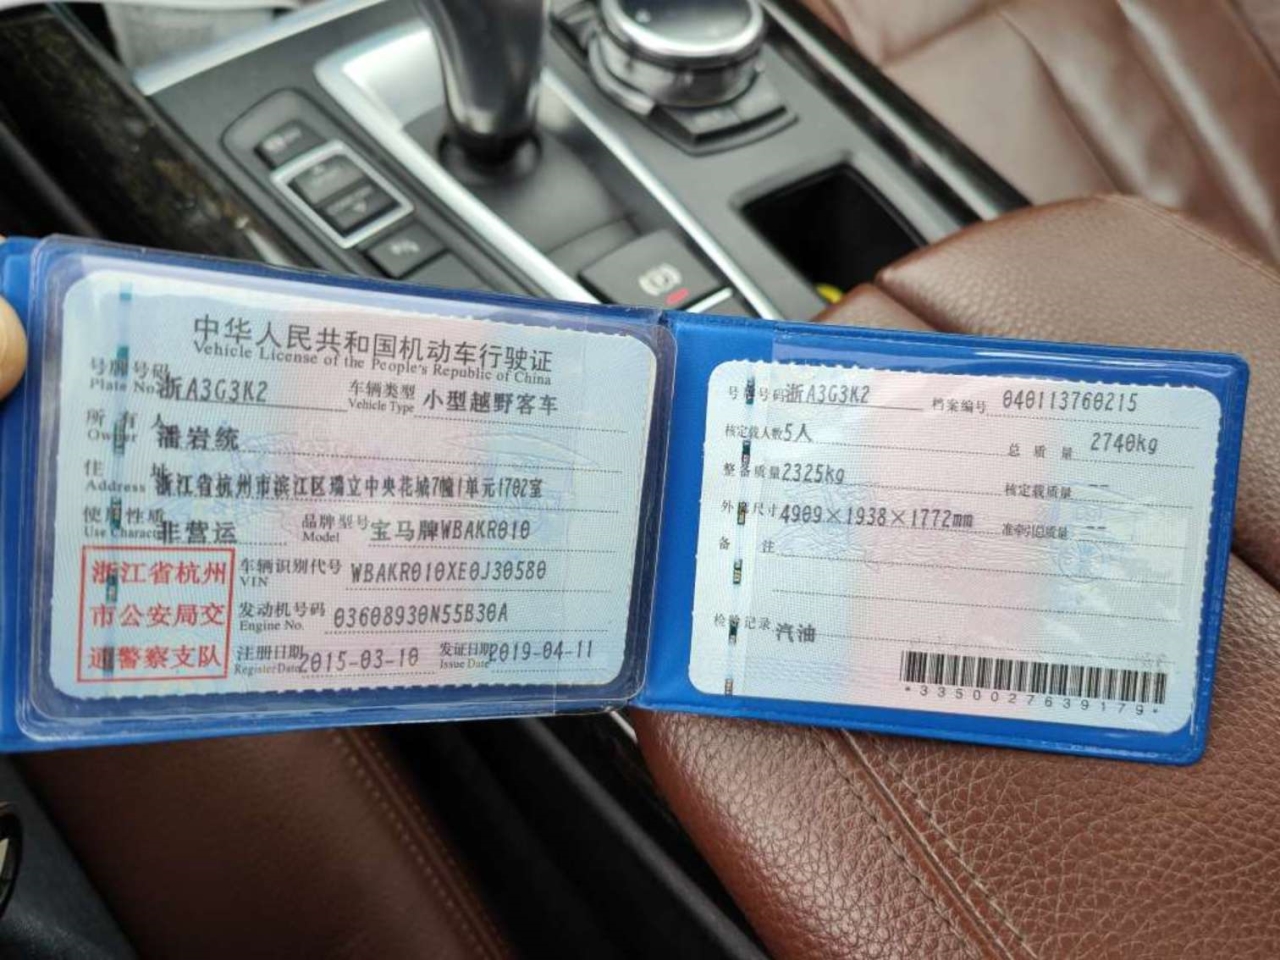 中华人民共和国机动车行驶证
Vehicle License of the People's Republic of China
号牌号码 浙A3G3K2 车辆类型 小型越野客车
Plate No. Vehicle Type
所有人 潘岩统
Owner
住址 浙江省杭州市滨江区瑞立中央花城7幢1单元1702室
Address
使用性质 非营运 品牌型号 宝马牌WBAKR010
Use Character Model
浙江省杭州
市公安局交
通警察支队
车辆识别代号 WBAKR010XE0J30580
VIN
发动机号码 03608930N55B30A
Engine No.
注册日期 2015-03-10 发证日期 2019-04-11
Register Date Issue Date
号牌号码 浙A3G3K2 档案编号 040113760215
核定载人数 5人 总质量 2740kg
整备质量 2325kg 核定载质量 --
外廓尺寸 4909×1938×1772mm 准牵引总质量 --
备注
检验记录 汽油
*3350027639179*